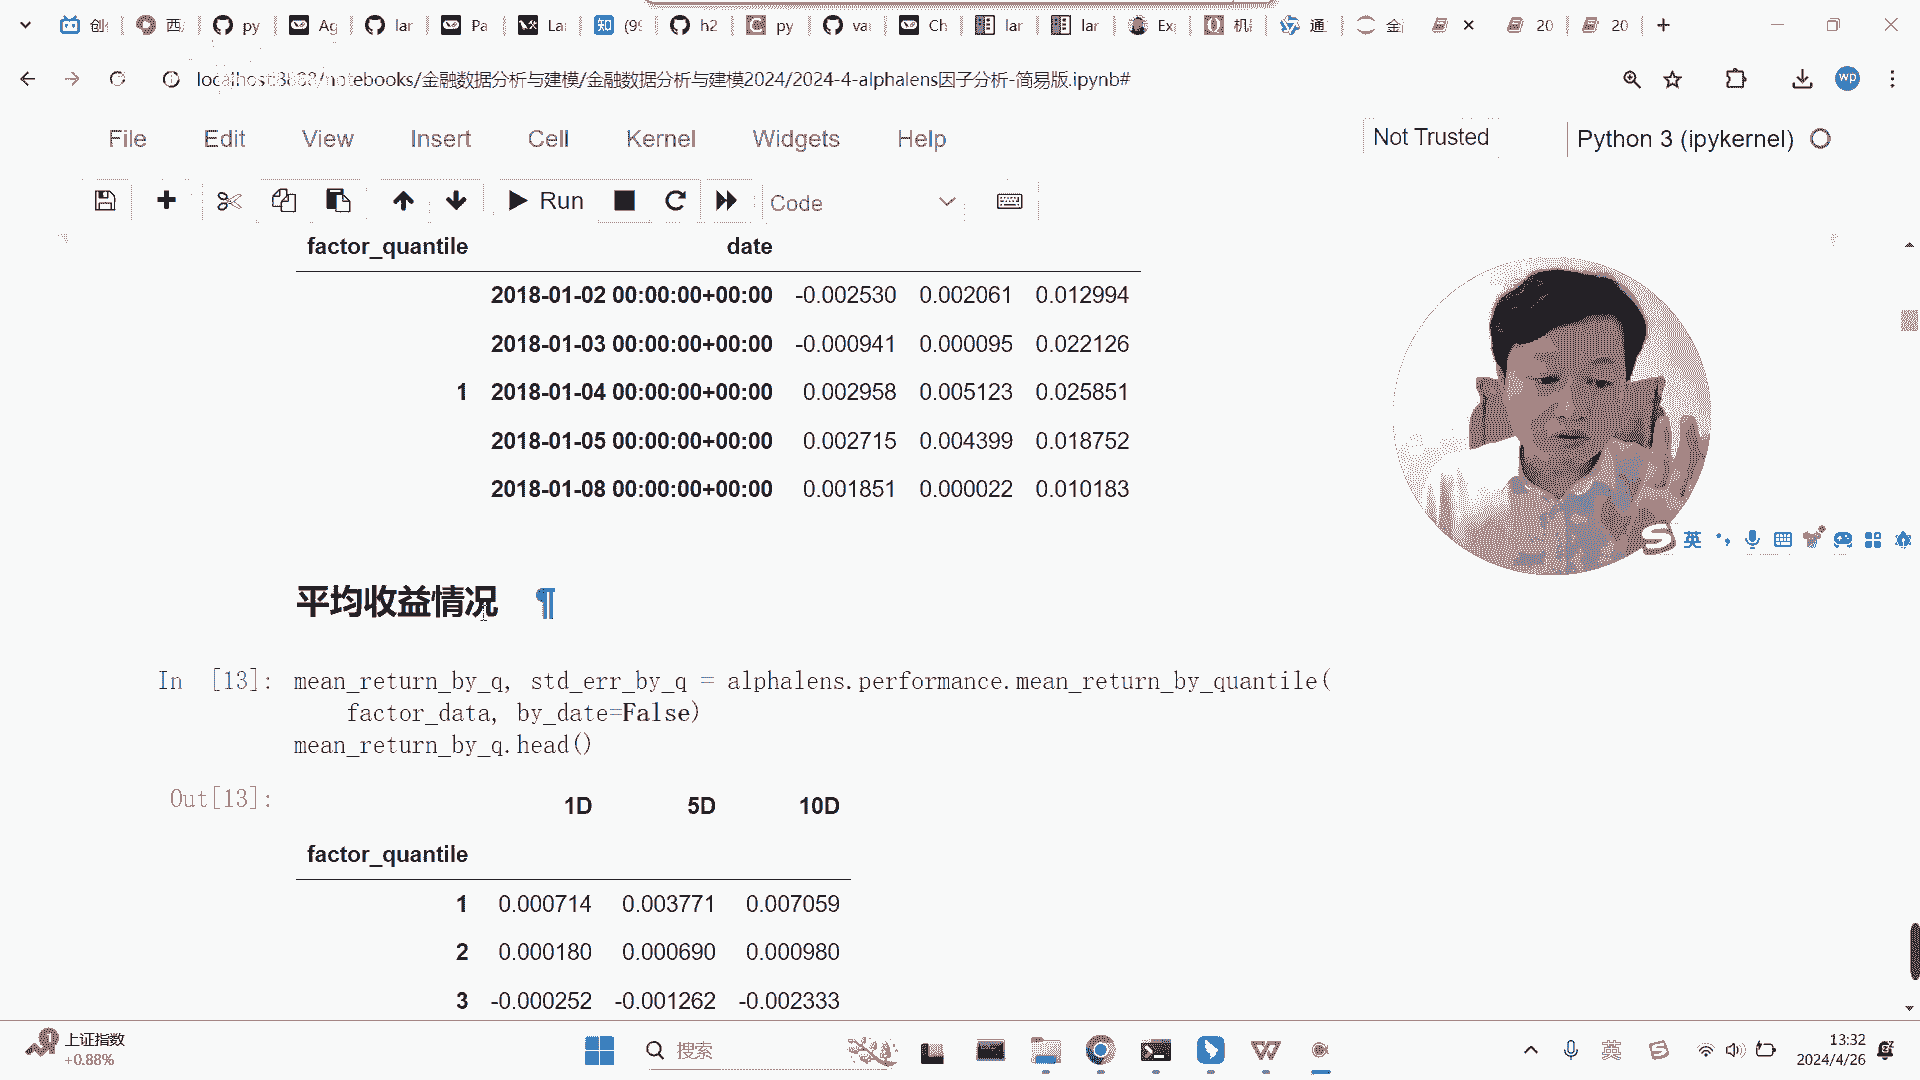 创
西
py
Ag
lar
Pa
La
知 (99
h2
py
va
Ch
lar
lar
Ex
机
通
金
20
20
/金融数据分析与建模/金融数据分析与建模2024/2024-4-alphalens因子分析-简易版.ipynb#
wp
File Edit View Insert Cell Kernel Widgets Help
Not Trusted
Python 3 (ipykernel)
Run
Code
factor_quantile date
2018-01-02 00:00:00+00:00 -0.002530 0.002061 0.012994
2018-01-03 00:00:00+00:00 -0.000941 0.000095 0.022126
1 2018-01-04 00:00:00+00:00 0.002958 0.005123 0.025851
2018-01-05 00:00:00+00:00 0.002715 0.004399 0.018752
2018-01-08 00:00:00+00:00 0.001851 0.000022 0.010183
英
平均收益情况 ¶
In [13]: mean_return_by_q, std_err_by_q = alphalens.performance.mean_return_by_quantile(
factor_data, by_date=False)
mean_return_by_q.head()
Out[13]:
1D 5D 10D
factor_quantile
1 0.000714 0.003771 0.007059
2 0.000180 0.000690 0.000980
3 -0.000252 -0.001262 -0.002333
上证指数
+0.88%
搜索
英
13:32
2024/4/26